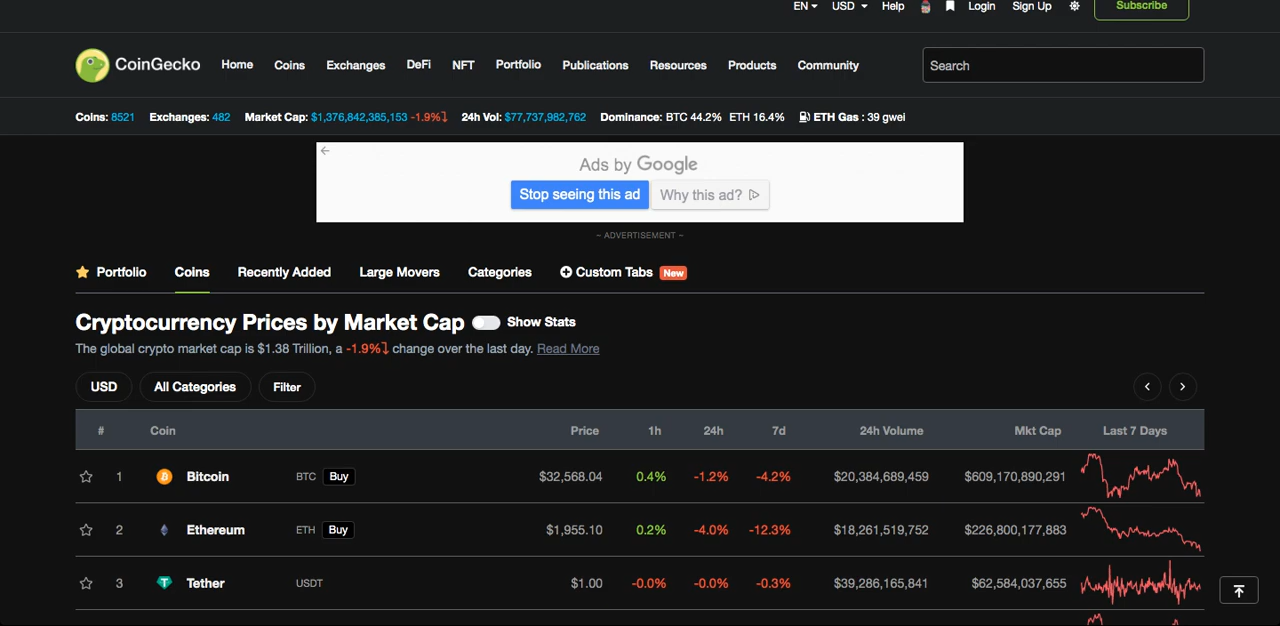 EN USD Help Login Sign Up Subscribe
CoinGecko Home Coins Exchanges DeFi NFT Portfolio Publications Resources Products Community Search
Coins: 8521 Exchanges: 482 Market Cap: $1,376,842,385,153 -1.9% 24h Vol: $77,737,982,762 Dominance: BTC 44.2% ETH 16.4% ETH Gas : 39 gwei
Ads by Google
Stop seeing this ad Why this ad?
~ ADVERTISEMENT ~
Portfolio Coins Recently Added Large Movers Categories Custom Tabs New
Cryptocurrency Prices by Market Cap Show Stats
The global crypto market cap is $1.38 Trillion, a -1.9% change over the last day. Read More
USD All Categories Filter
# Coin Price 1h 24h 7d 24h Volume Mkt Cap Last 7 Days
1 Bitcoin BTC Buy $32,568.04 0.4% -1.2% -4.2% $20,384,689,459 $609,170,890,291
2 Ethereum ETH Buy $1,955.10 0.2% -4.0% -12.3% $18,261,519,752 $226,800,177,883
3 Tether USDT $1.00 -0.0% -0.0% -0.3% $39,286,165,841 $62,584,037,655